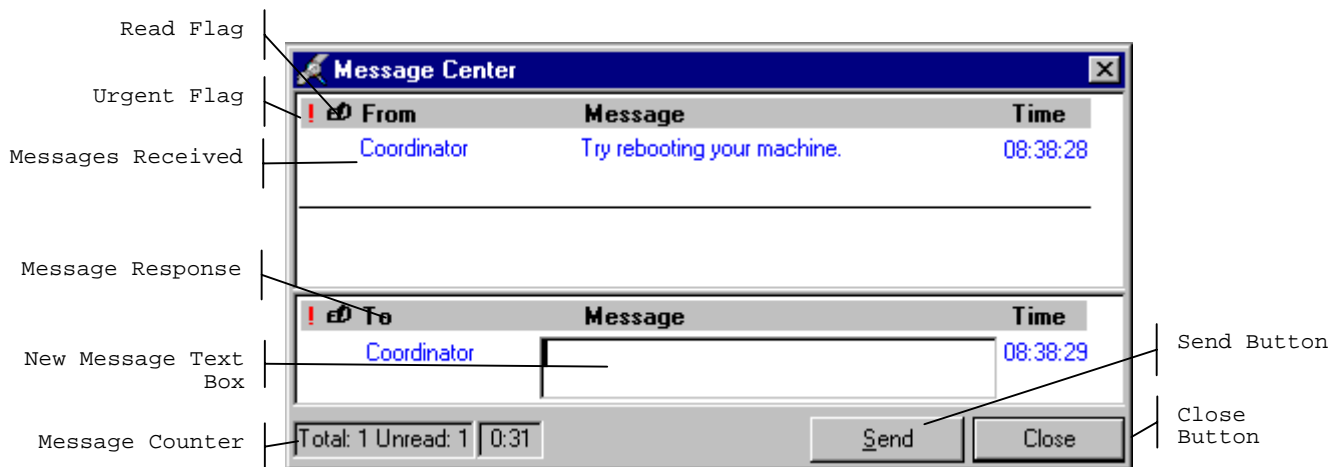 Read Flag
Message Center
Urgent Flag
! From Message Time
Messages Received
Coordinator Try rebooting your machine. 08:38:28
Message Response
! To Message Time
New Message Text
Box
Coordinator 08:38:29
Send Button
Message Counter
Total: 1 Unread: 1 0:31 Send Close
Close
Button